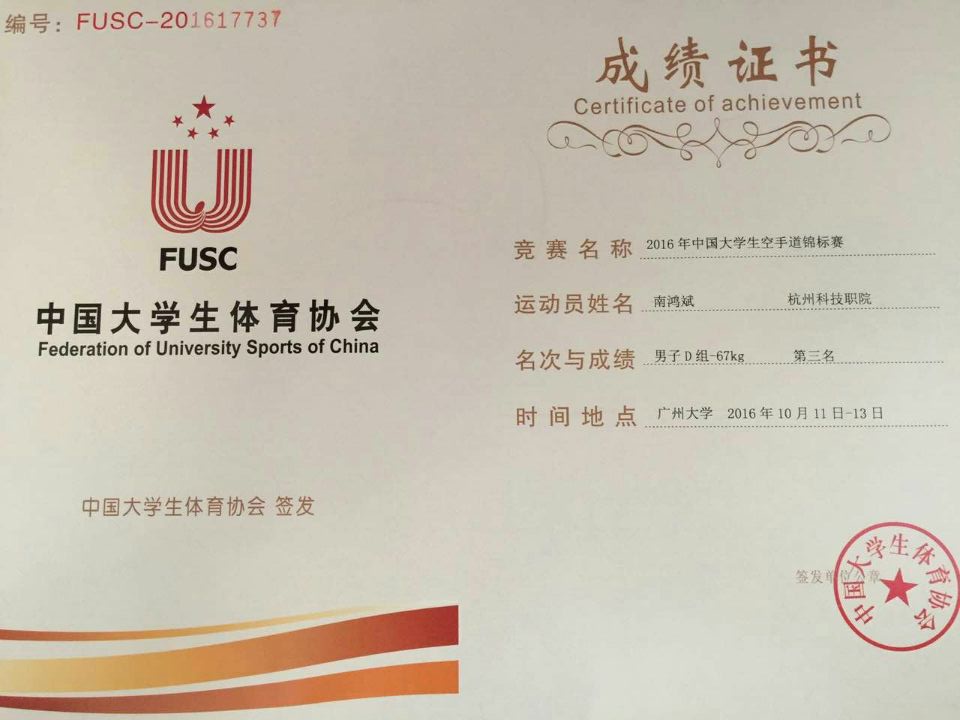 编号：FUSC-201617737
FUSC
中国大学生体育协会
Federation of University Sports of China
中国大学生体育协会 签发
成绩证书
Certificate of achievement
竞赛名称 2016年中国大学生空手道锦标赛
运动员姓名 南鸿斌 杭州科技职院
名次与成绩 男子D组-67kg 第三名
时间地点 广州大学 2016年10月11日-13日
签发单位公章
中国大学生体育协会